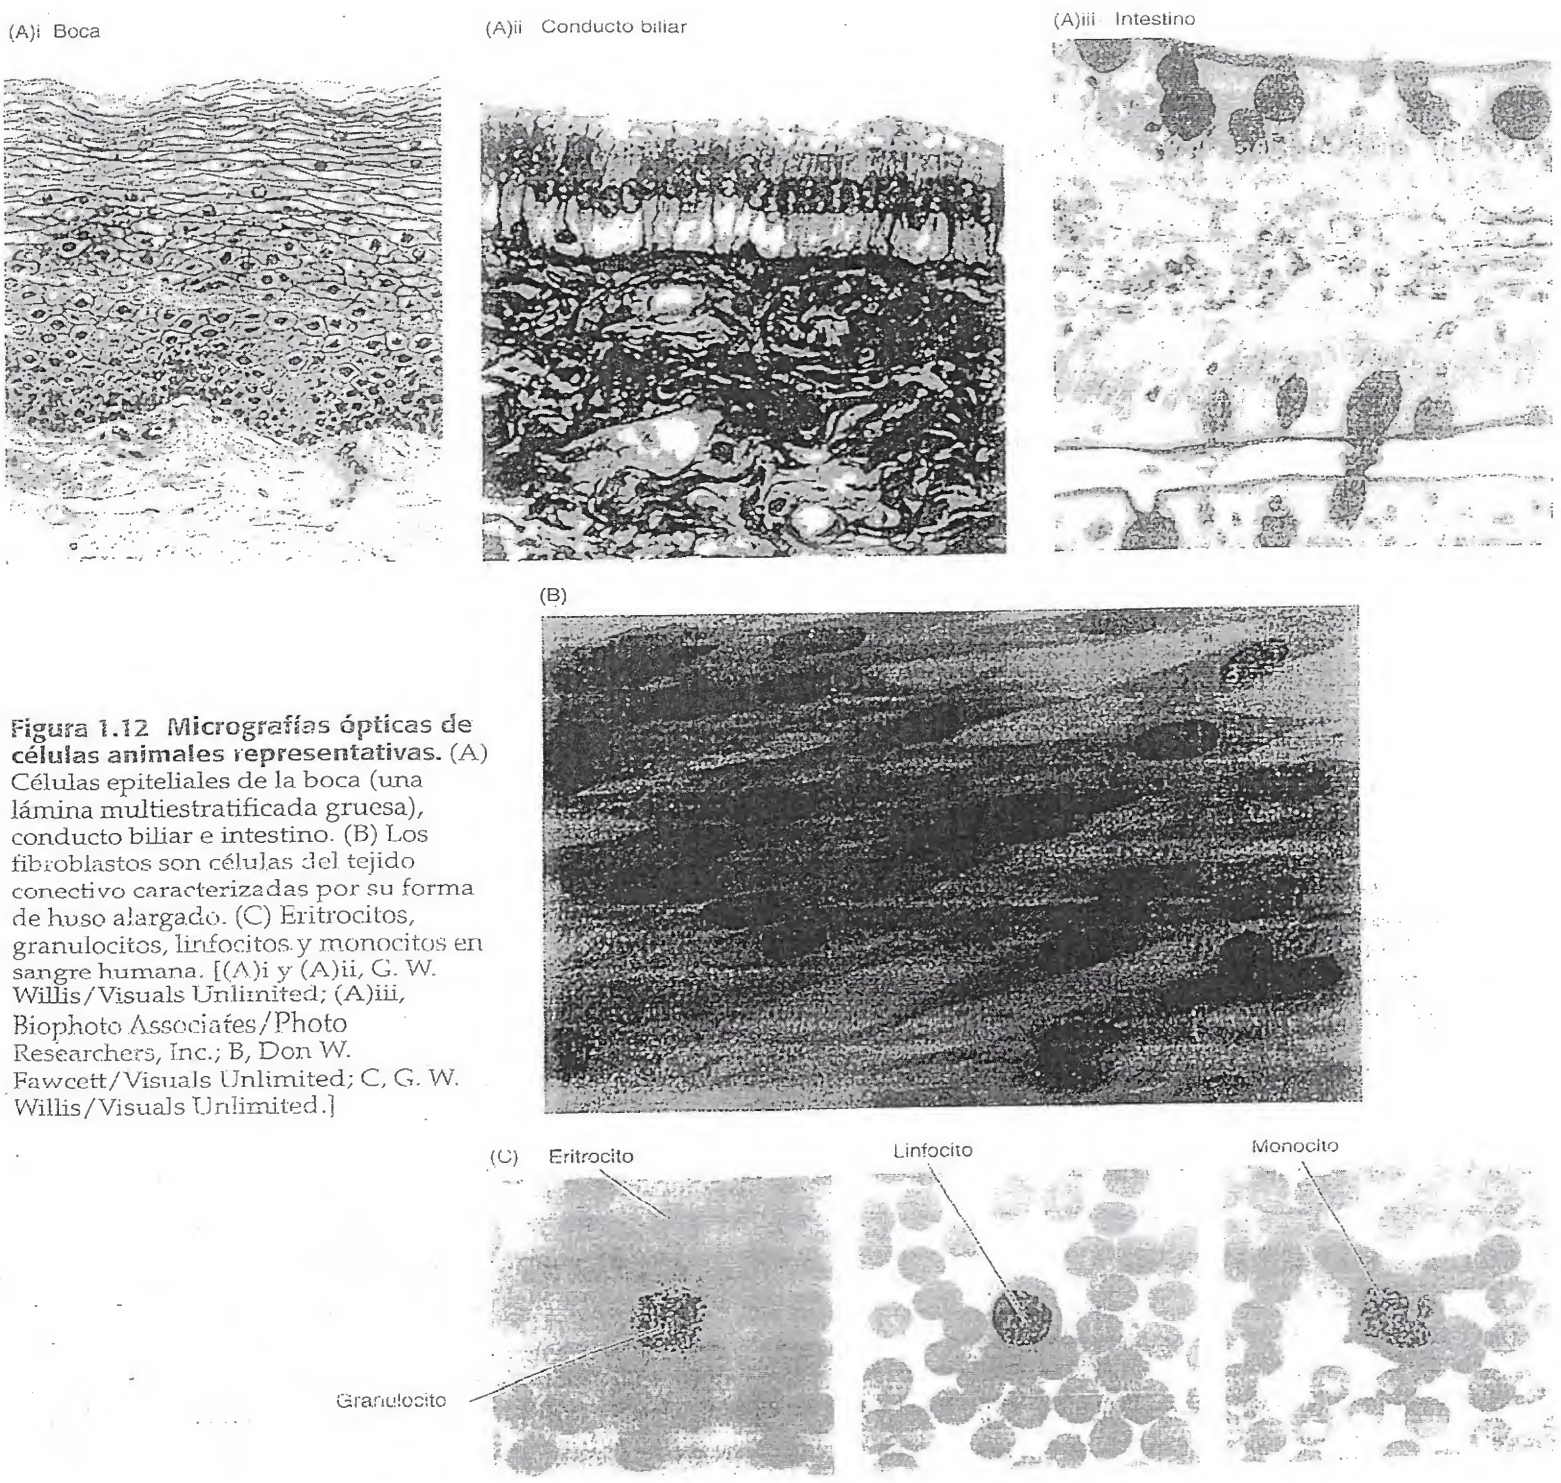 (A)i Boca
(A)ii Conducto biliar
(A)iii Intestino
(B)
Figura 1.12 Micrografías ópticas de
células animales representativas. (A)
Células epiteliales de la boca (una
lámina multiestratificada gruesa),
conducto biliar e intestino. (B) Los
fibroblastos son células del tejido
conectivo caracterizadas por su forma
de huso alargado. (C) Eritrocitos,
granulocitos, linfocitos y monocitos en
sangre humana. [(A)i y (A)ii, G. W.
Willis/Visuals Unlimited; (A)iii,
Biophoto Associates/Photo
Researchers, Inc.; B, Don W.
Fawcett/Visuals Unlimited; C, G. W.
Willis/Visuals Unlimited.]
(C) Eritrocito
Linfocito
Monocito
Granulocito